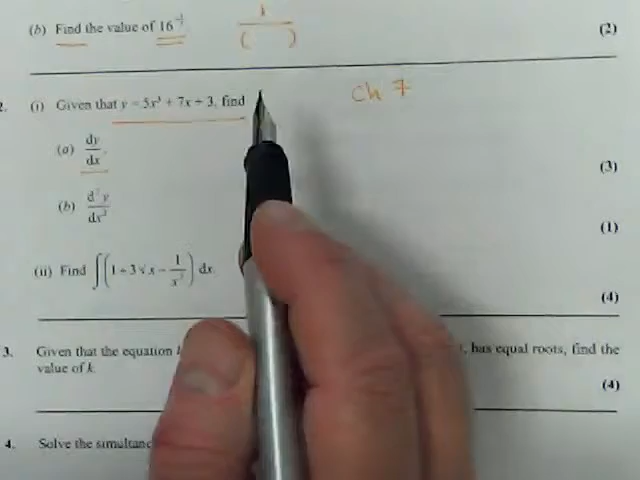 (b) Find the value of 16
1
( )
(2)
2. (i) Given that y = 5x³ + 7x + 3, find
Ch 7
(a) dy
dx
(3)
(b) d²y
dx²
(1)
(ii) Find ∫(1 + 3√x − 1/x²) dx
(4)
3. Given that the equation , has equal roots, find the
value of k.
(4)
4. Solve the